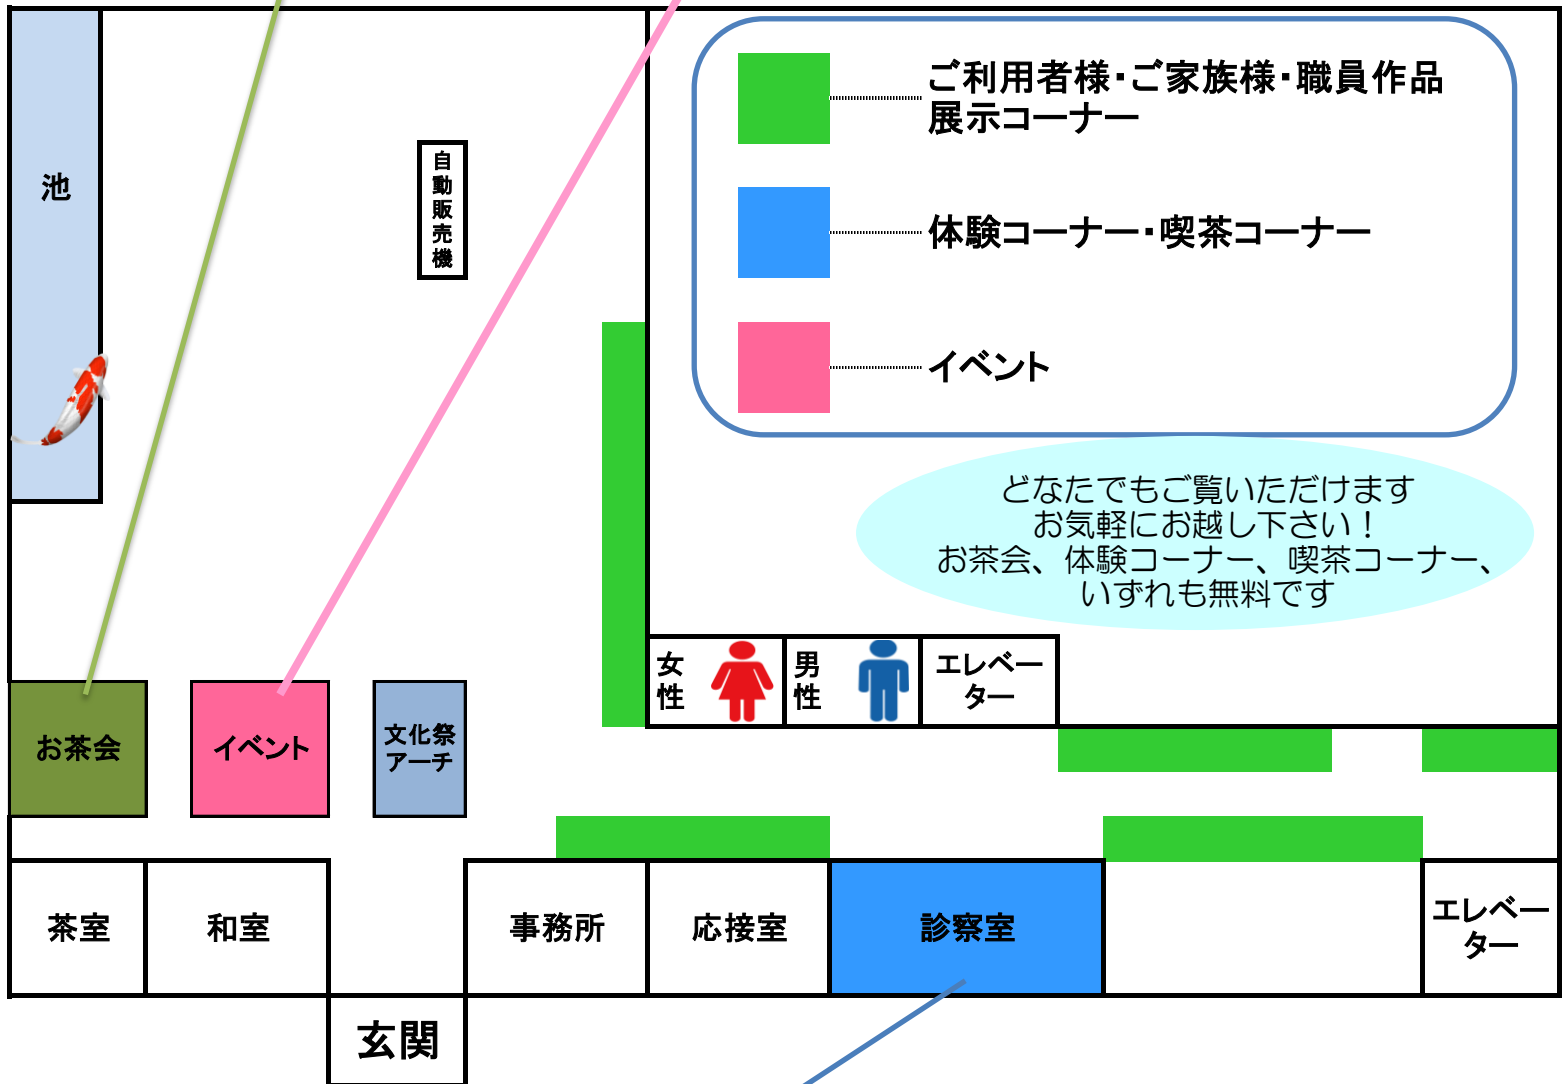 ご利用者様・ご家族様・職員作品
展示コーナー
体験コーナー・喫茶コーナー
イベント
どなたでもご覧いただけます
お気軽にお越し下さい！
お茶会、体験コーナー、喫茶コーナー、
いずれも無料です
池
自動販売機
女性
男性
エレベー
ター
お茶会
イベント
文化祭
アーチ
茶室
和室
事務所
応接室
診察室
エレベー
ター
玄関